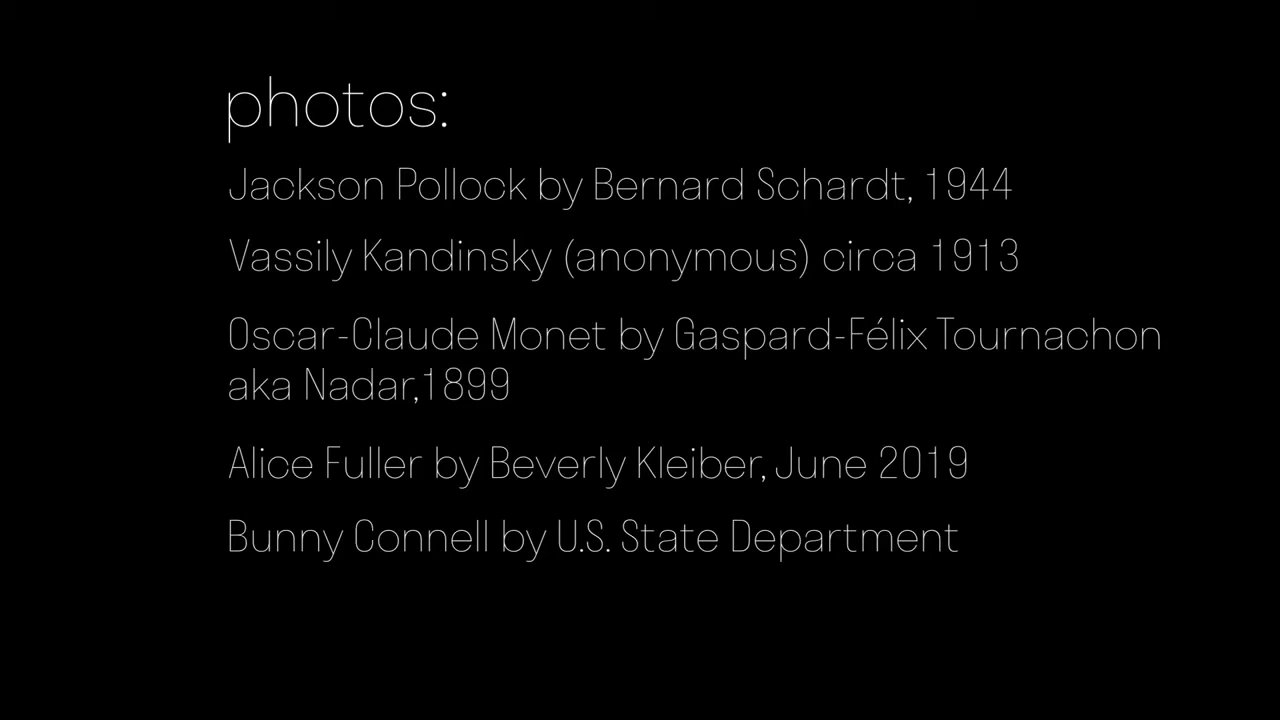 photos:
Jackson Pollock by Bernard Schardt, 1944
Vassily Kandinsky (anonymous) circa 1913
Oscar-Claude Monet by Gaspard-Félix Tournachon
aka Nadar,1899
Alice Fuller by Beverly Kleiber, June 2019
Bunny Connell by U.S. State Department